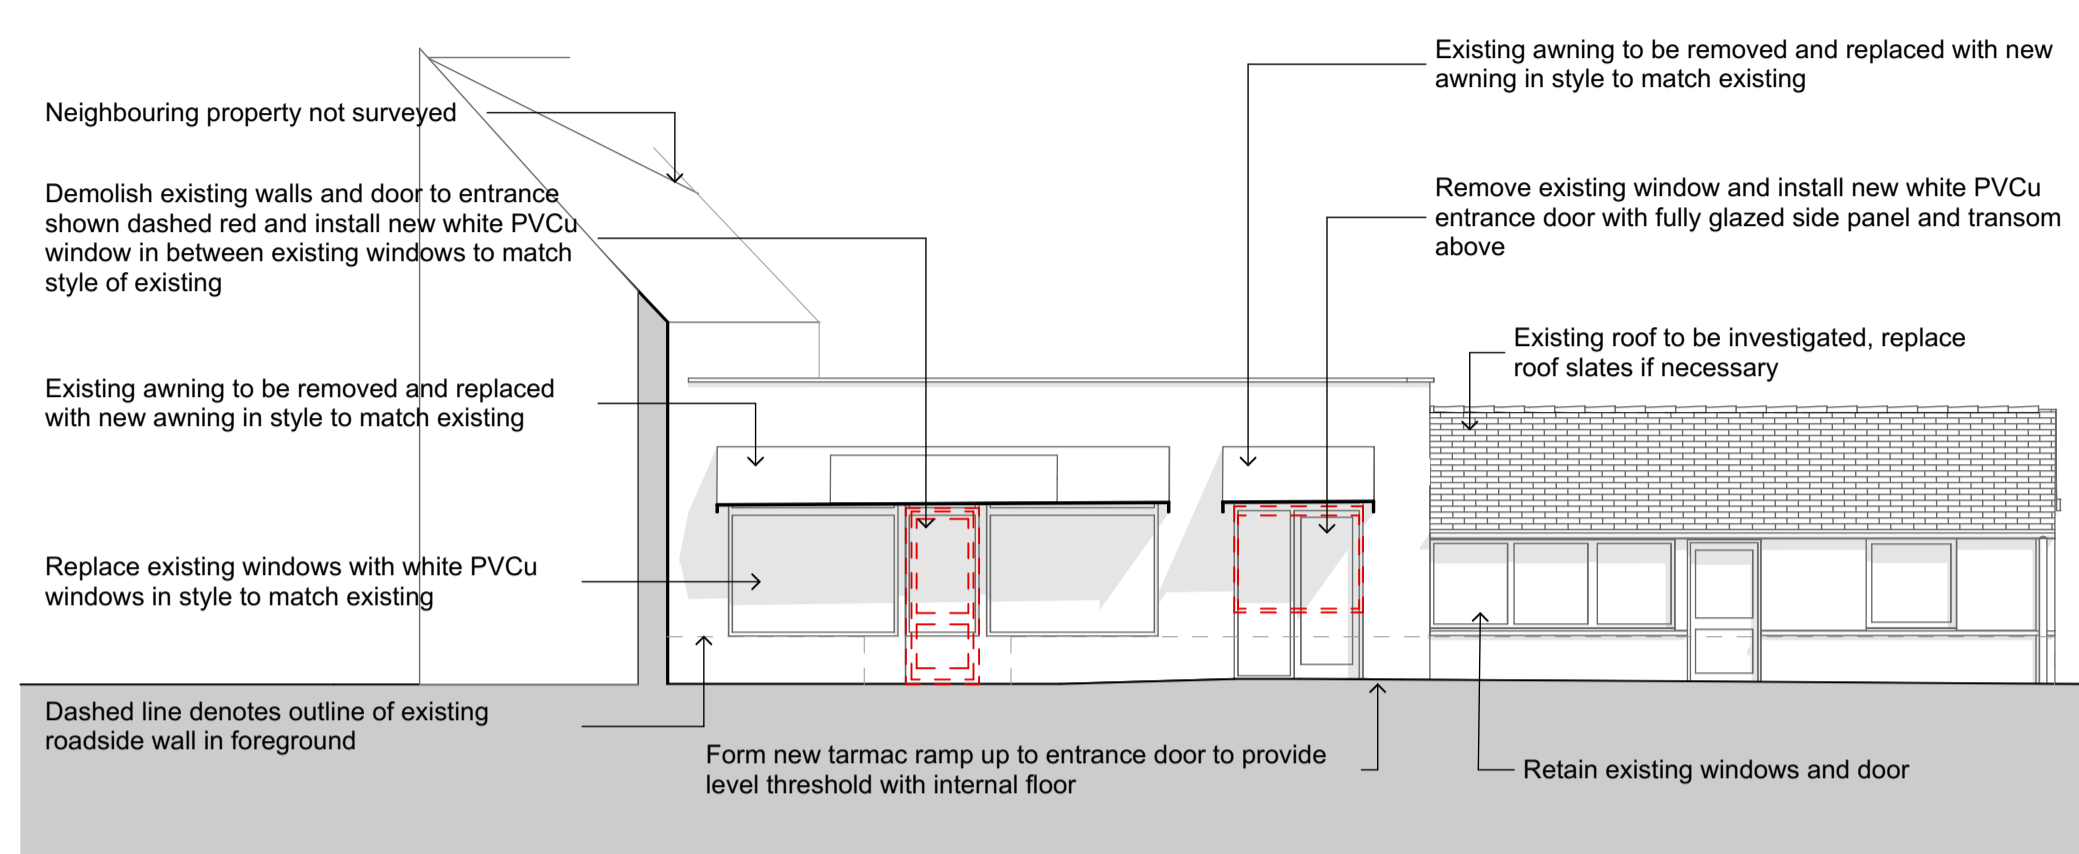 Neighbouring property not surveyed
Demolish existing walls and door to entrance
shown dashed red and install new white PVCu
window in between existing windows to match
style of existing
Existing awning to be removed and replaced
with new awning in style to match existing
Replace existing windows with white PVCu
windows in style to match existing
Dashed line denotes outline of existing
roadside wall in foreground
Form new tarmac ramp up to entrance door to provide
level threshold with internal floor
Existing awning to be removed and replaced with new
awning in style to match existing
Remove existing window and install new white PVCu
entrance door with fully glazed side panel and transom
above
Existing roof to be investigated, replace
roof slates if necessary
Retain existing windows and door